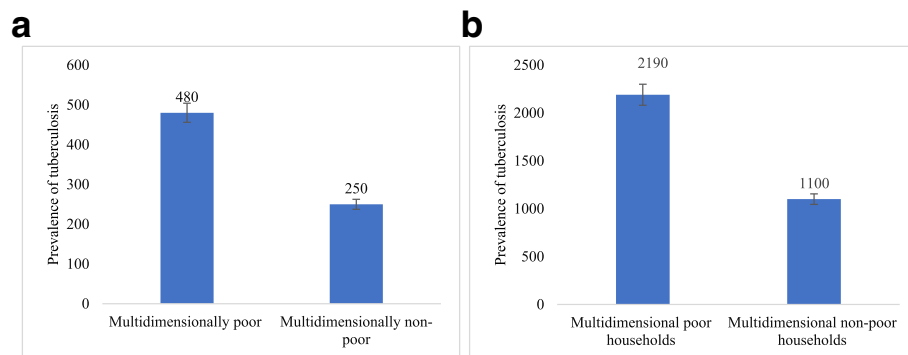 a
600
500
400
300
200
100
0
Prevalence of tuberculosis
480
250
Multidimensionally poor
Multidimensionally non-
poor
b
2500
2000
1500
1000
500
0
Prevalence of tuberculosis
2190
1100
Multidimensional poor
households
Multidimensional non-poor
households